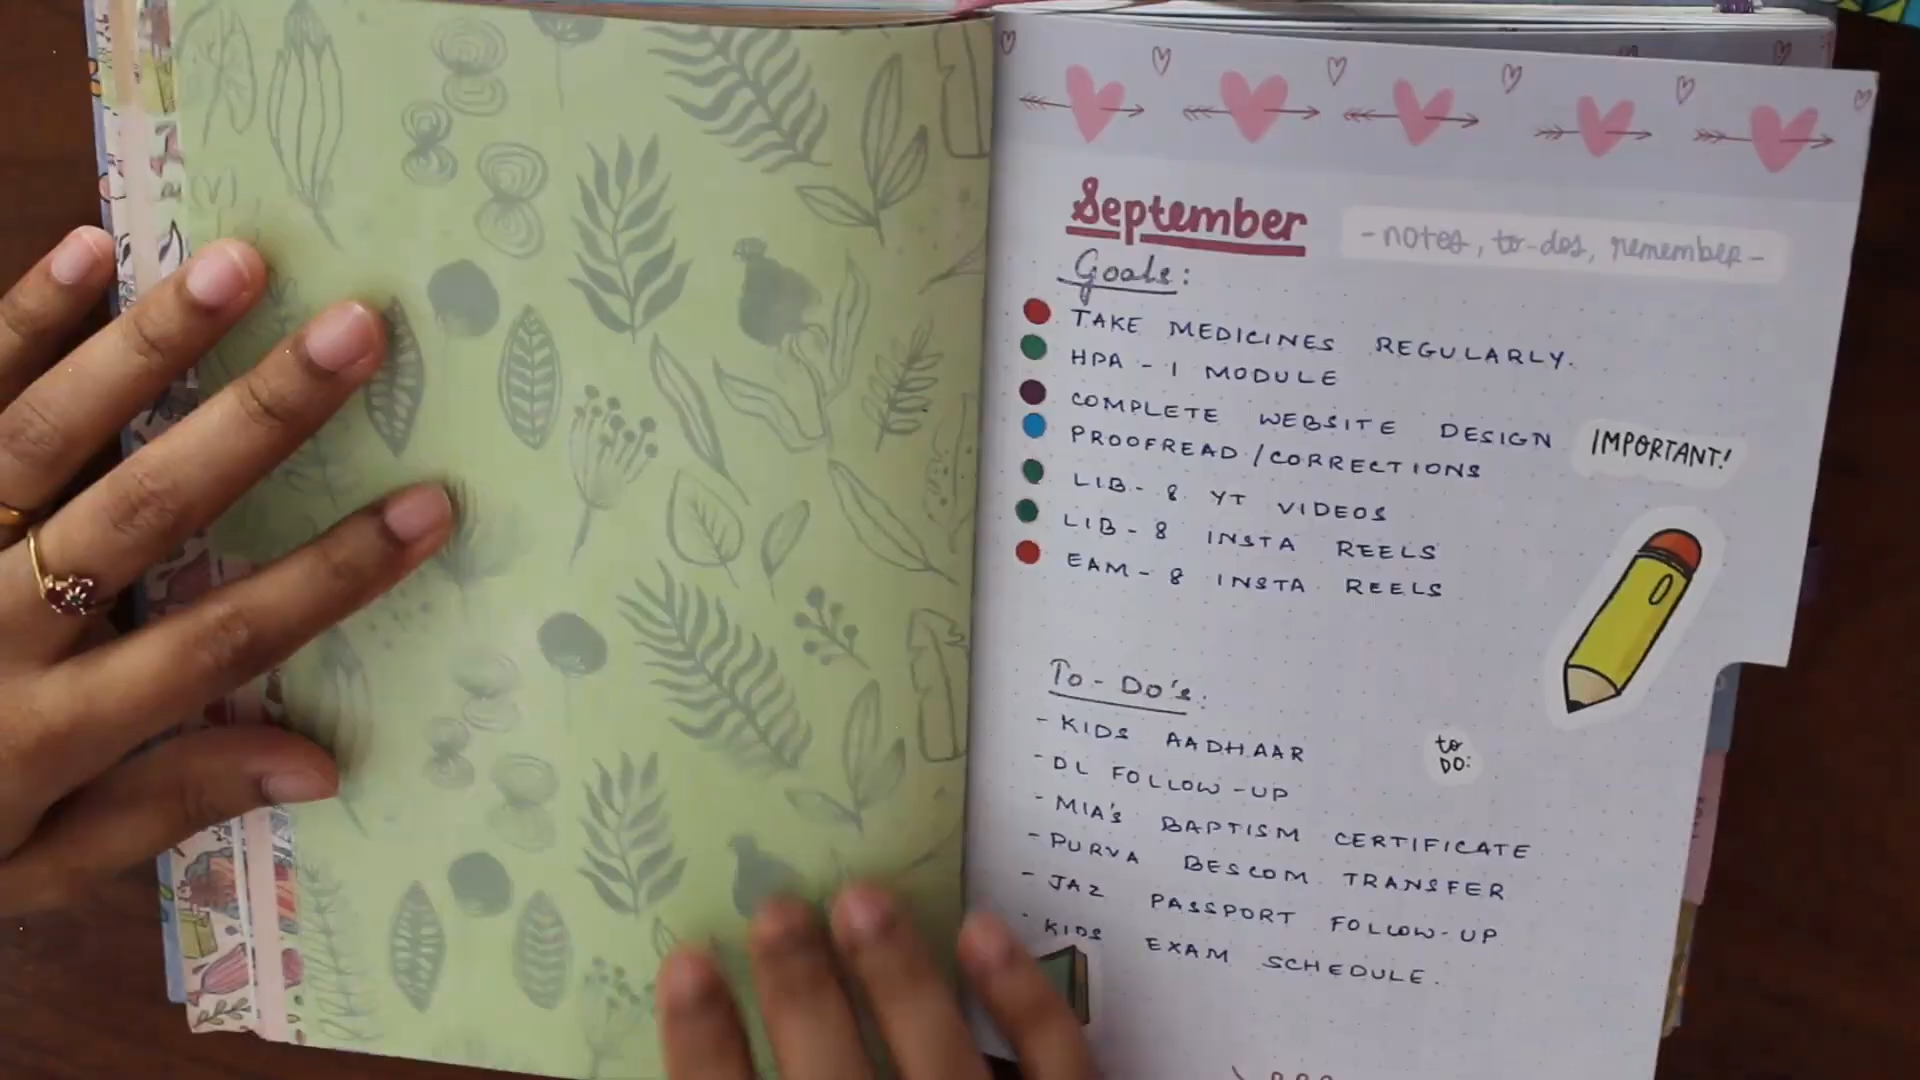 September
-notes, to-dos, remember-
Goals:
TAKE MEDICINES REGULARLY.
HPA - 1 MODULE
COMPLETE WEBSITE DESIGN
IMPORTANT!
PROOFREAD/CORRECTIONS
LIB - 8 YT VIDEOS
LIB - 8 INSTA REELS
EAM - 8 INSTA REELS
To-Do's:
- KIDS AADHAAR
to
DO:
- DL FOLLOW-UP
- MIA'S BAPTISM CERTIFICATE
- PURVA BESCOM TRANSFER
- JAZ PASSPORT FOLLOW-UP
- KIDS EXAM SCHEDULE.